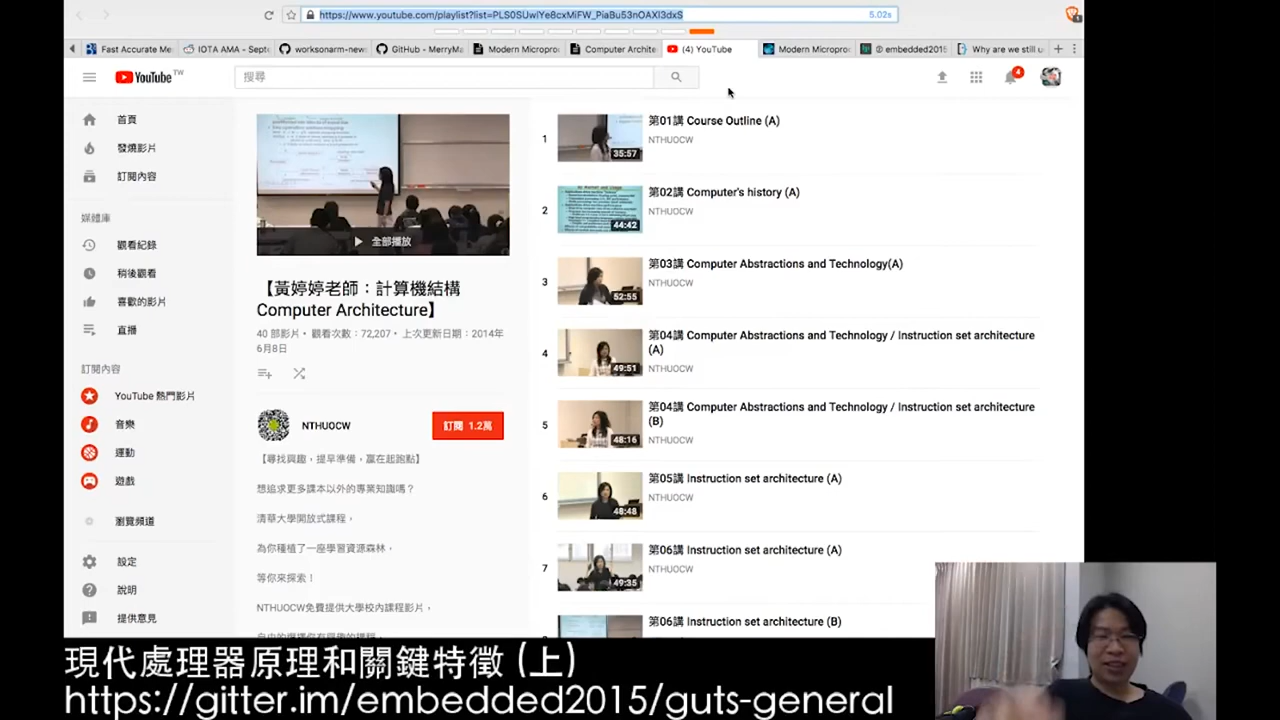 https://www.youtube.com/playlist?list=PLS0SUwlYe8cxMiFW_PiaBu53nOAXl3dxS
5.02s
Fast Accurate Me
IOTA AMA - Sept
worksonarm-new
GitHub - MerryMa
Modern Micropro
Computer Archite
(4) YouTube
Modern Micropro
② embedded2015
Why are we still u
YouTube TW
搜尋
4
首頁
發燒影片
訂閱內容
媒體庫
觀看紀錄
稍後觀看
喜歡的影片
直播
訂閱內容
YouTube 熱門影片
音樂
運動
遊戲
瀏覽頻道
設定
說明
提供意見
全部播放
【黃婷婷老師：計算機結構
Computer Architecture】
40 部影片・觀看次數：72,207・上次更新日期：2014年
6月8日
NTHUOCW
訂閱 1.2萬
【尋找興趣，提早準備，贏在起跑點】
想追求更多課本以外的專業知識嗎？
清華大學開放式課程，
為你種植了一座學習資源森林，
等你來探索！
NTHUOCW免費提供大學校內課程影片，
1
35:57
第01講 Course Outline (A)
NTHUOCW
2
44:42
第02講 Computer's history (A)
NTHUOCW
3
52:55
第03講 Computer Abstractions and Technology(A)
NTHUOCW
4
49:51
第04講 Computer Abstractions and Technology / Instruction set architecture
(A)
NTHUOCW
5
48:16
第04講 Computer Abstractions and Technology / Instruction set architecture
(B)
NTHUOCW
6
48:48
第05講 Instruction set architecture (A)
NTHUOCW
7
49:35
第06講 Instruction set architecture (A)
NTHUOCW
第06講 Instruction set architecture (B)
現代處理器原理和關鍵特徵 (上)
https://gitter.im/embedded2015/guts-general